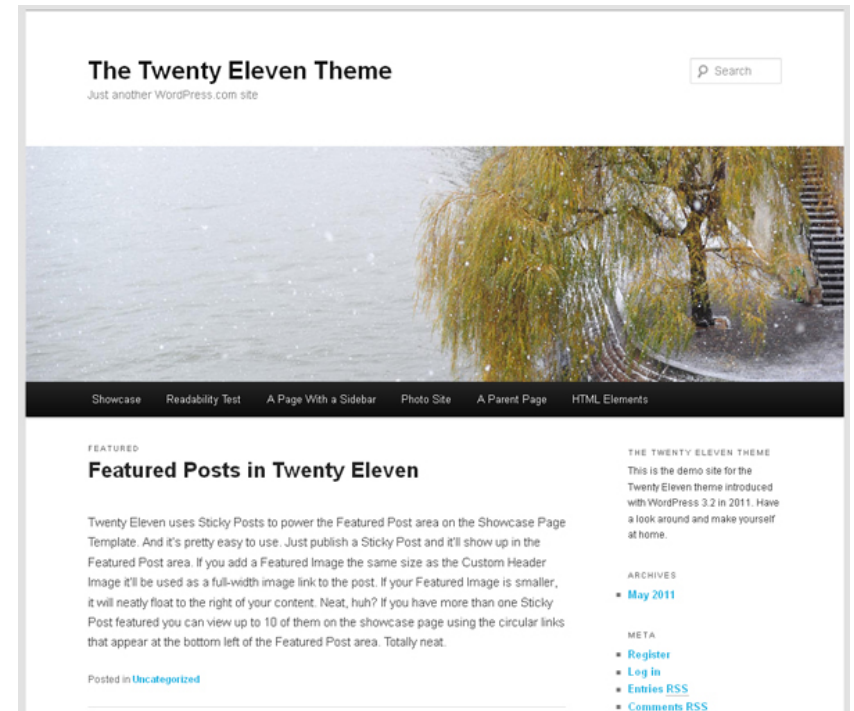 The Twenty Eleven Theme
Just another WordPress.com site
Search
Showcase Readability Test A Page With a Sidebar Photo Site A Parent Page HTML Elements
FEATURED
Featured Posts in Twenty Eleven
Twenty Eleven uses Sticky Posts to power the Featured Post area on the Showcase Page
Template. And it's pretty easy to use. Just publish a Sticky Post and it'll show up in the
Featured Post area. If you add a Featured Image the same size as the Custom Header
Image it'll be used as a full-width image link to the post. If your Featured Image is smaller,
it will neatly float to the right of your content. Neat, huh? If you have more than one Sticky
Post featured you can view up to 10 of them on the showcase page using the circular links
that appear at the bottom left of the Featured Post area. Totally neat.
Posted in Uncategorized
THE TWENTY ELEVEN THEME
This is the demo site for the
Twenty Eleven theme introduced
with WordPress 3.2 in 2011. Have
a look around and make yourself
at home.
ARCHIVES
May 2011
META
Register
Log in
Entries RSS
Comments RSS